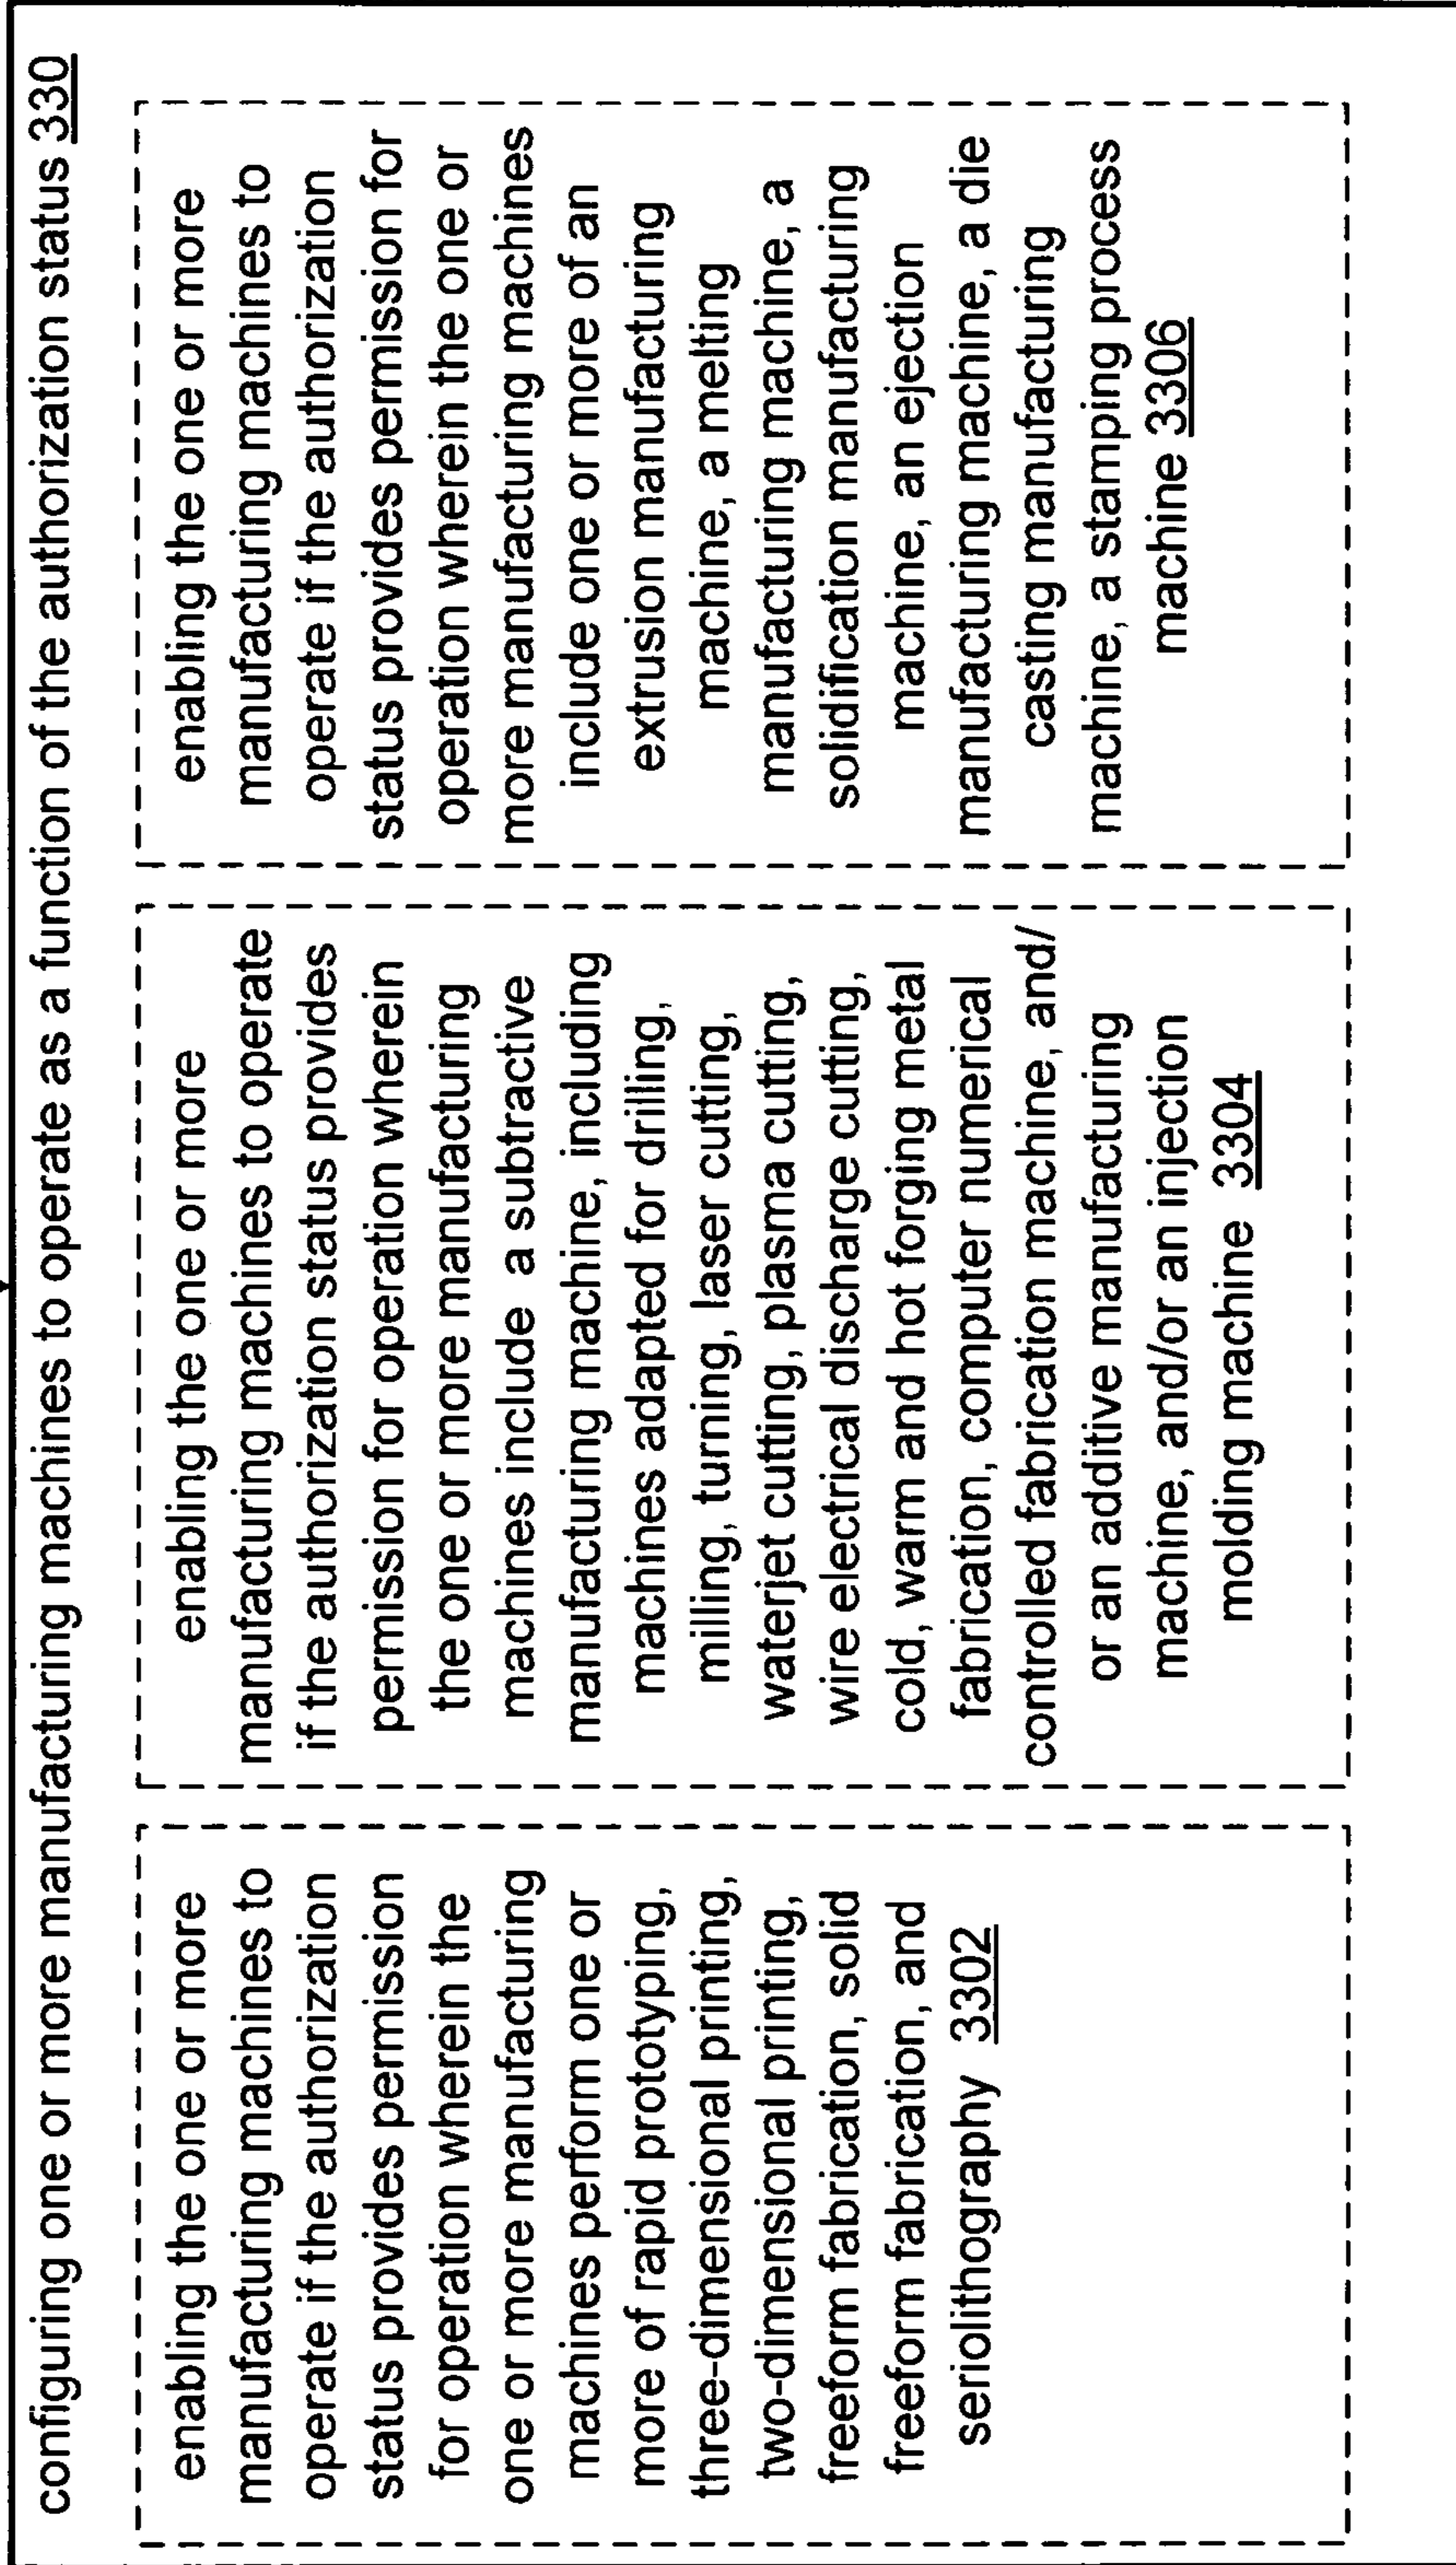 configuring one or more manufacturing machines to operate as a function of the authorization status 330
enabling the one or more
manufacturing machines to
operate if the authorization
status provides permission
for operation wherein the
one or more manufacturing
machines perform one or
more of rapid prototyping,
three-dimensional printing,
two-dimensional printing,
freeform fabrication, solid
freeform fabrication, and
seriolithography 3302
enabling the one or more
manufacturing machines to operate
if the authorization status provides
permission for operation wherein
the one or more manufacturing
machines include a subtractive
manufacturing machine, including
machines adapted for drilling,
milling, turning, laser cutting,
waterjet cutting, plasma cutting,
wire electrical discharge cutting,
cold, warm and hot forging metal
fabrication, computer numerical
controlled fabrication machine, and/
or an additive manufacturing
machine, and/or an injection
molding machine 3304
enabling the one or more
manufacturing machines to
operate if the authorization
status provides permission for
operation wherein the one or
more manufacturing machines
include one or more of an
extrusion manufacturing
machine, a melting
manufacturing machine, a
solidification manufacturing
machine, an ejection
manufacturing machine, a die
casting manufacturing
machine, a stamping process
machine 3306